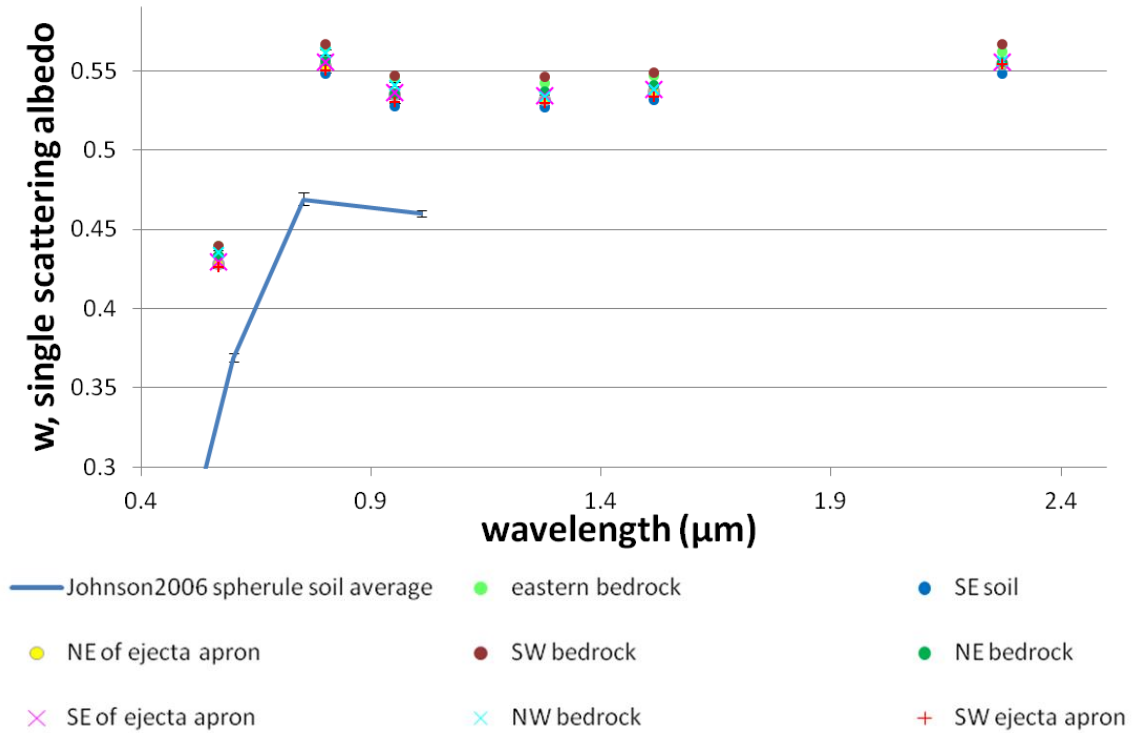 w, single scattering albedo
0.55
0.5
0.45
0.4
0.35
0.3
0.4 0.9 1.4 1.9 2.4
wavelength (µm)
Johnson2006 spherule soil average eastern bedrock SE soil
NE of ejecta apron SW bedrock NE bedrock
SE of ejecta apron NW bedrock SW ejecta apron